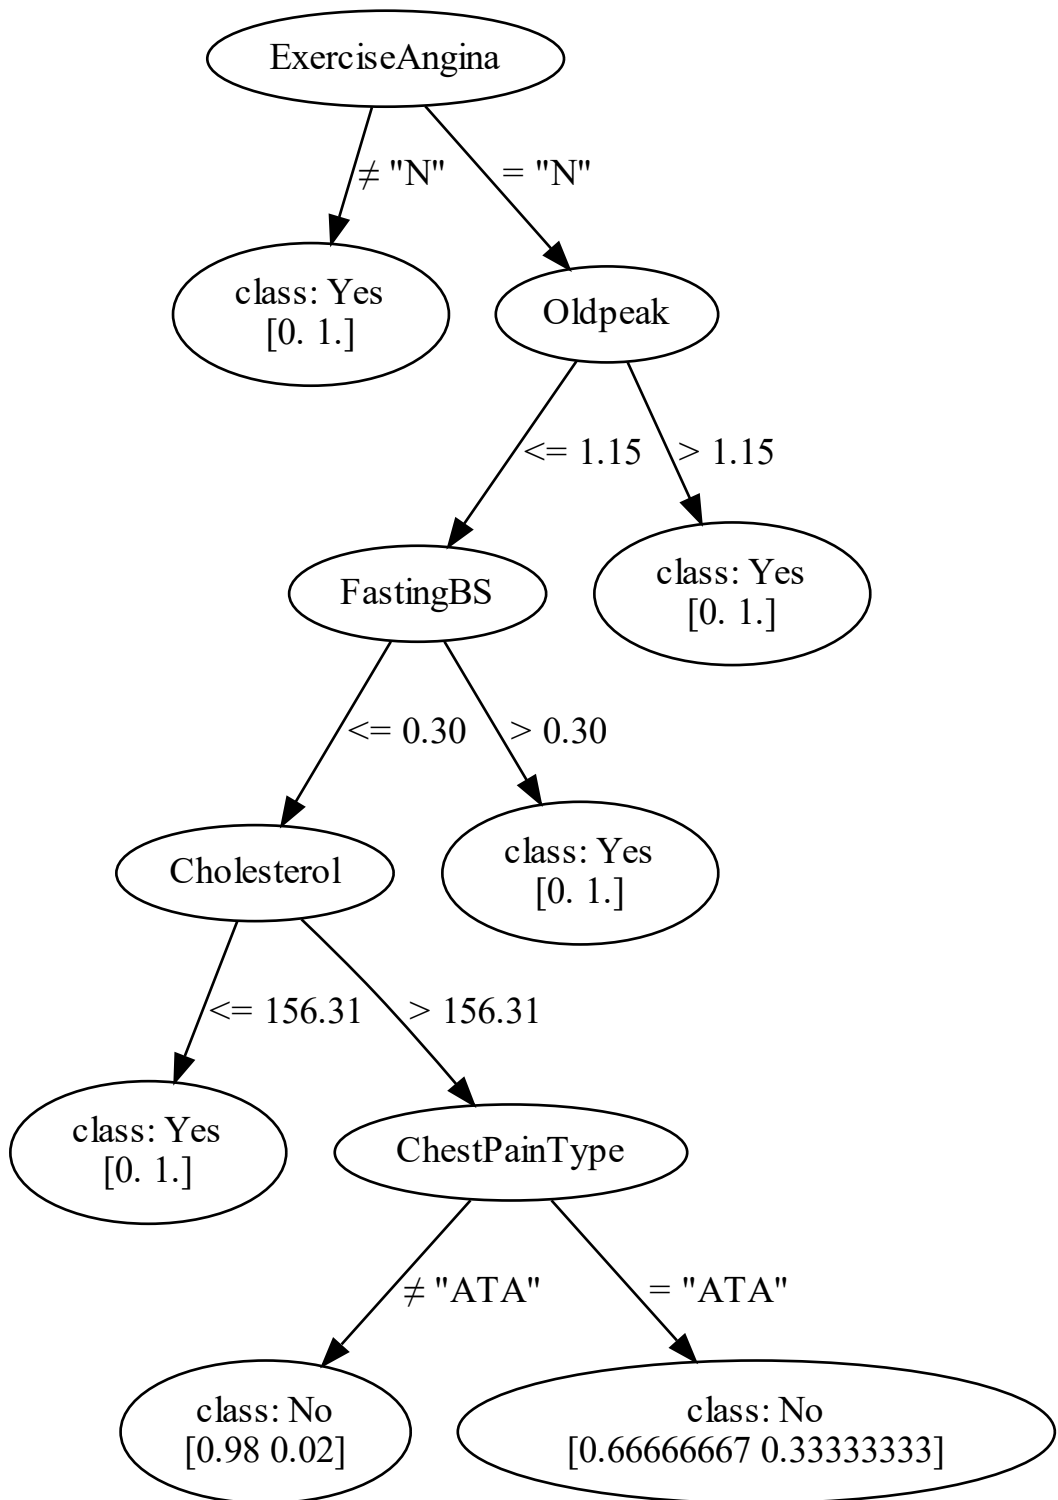 ExerciseAngina
≠ "N"
= "N"
class: Yes
[0. 1.]
Oldpeak
<= 1.15
> 1.15
FastingBS
class: Yes
[0. 1.]
<= 0.30
> 0.30
Cholesterol
class: Yes
[0. 1.]
<= 156.31
> 156.31
class: Yes
[0. 1.]
ChestPainType
≠ "ATA"
= "ATA"
class: No
[0.98 0.02]
class: No
[0.66666667 0.33333333]